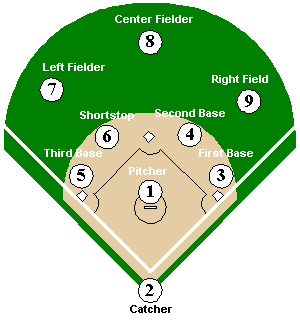 Center Fielder
8
Left Fielder
7
Right Field
9
Shortstop
6
Second Base
4
Third Base
5
First Base
3
Pitcher
1
2
Catcher